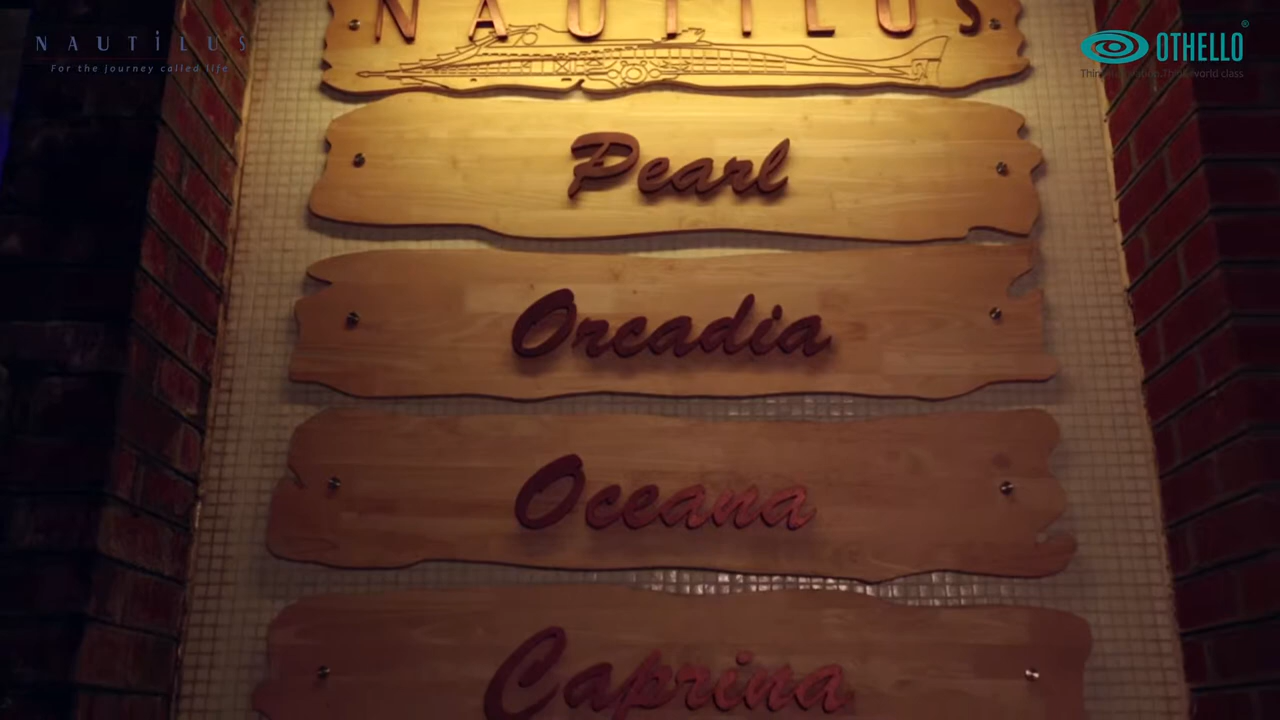 NAUTILUS
For the journey called life
OTHELLO®
NAUTILUS
Pearl
Orcadia
Oceana
Caprina